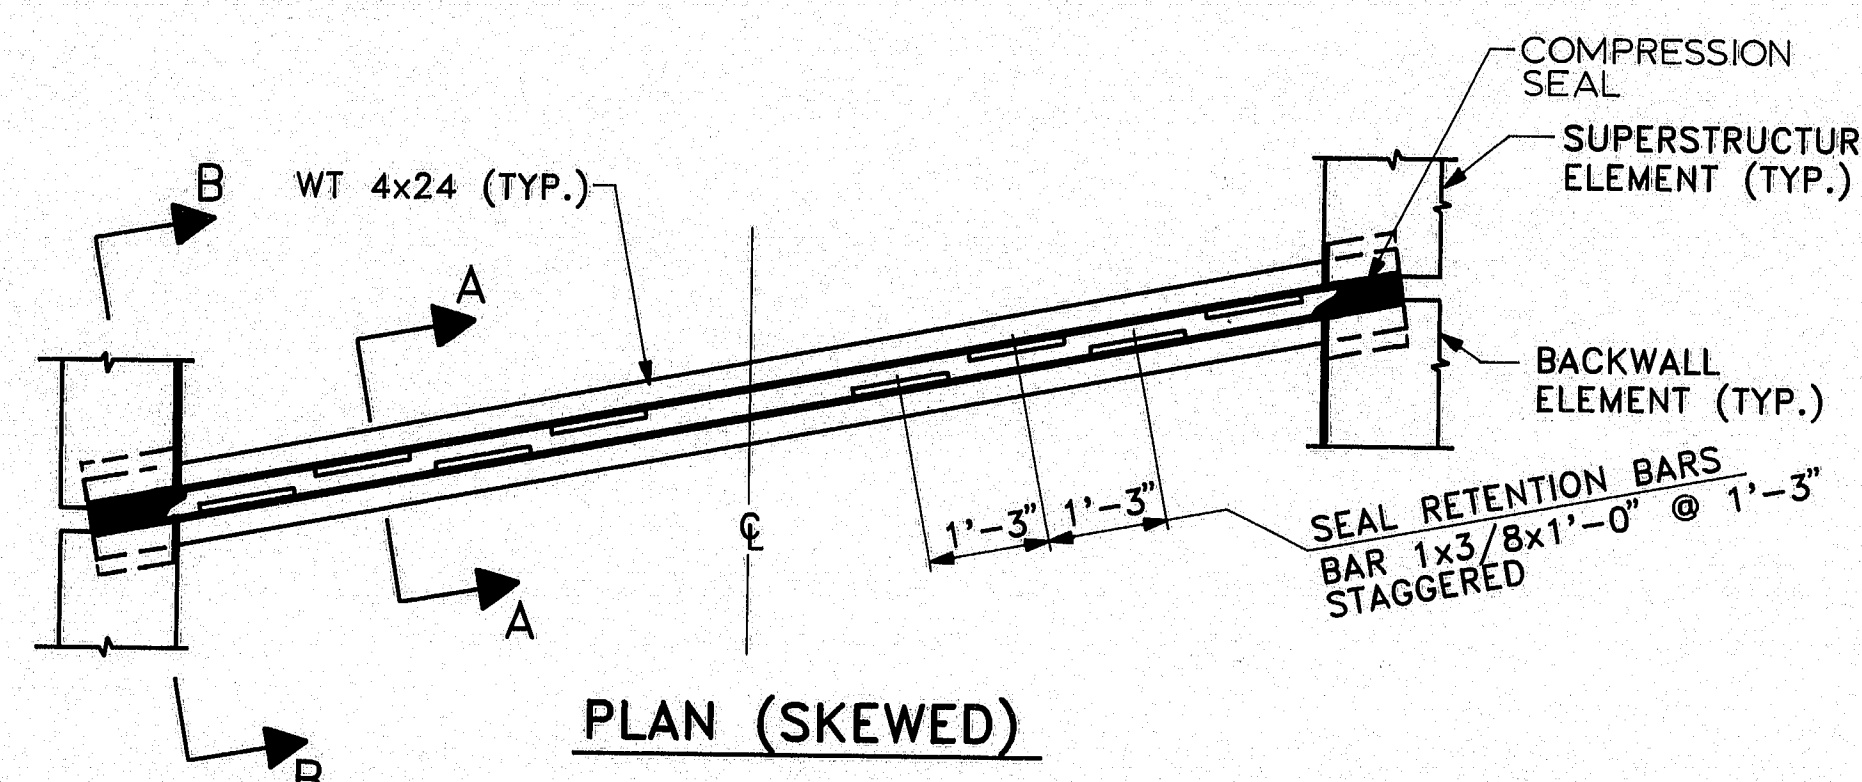 COMPRESSION
SEAL
SUPERSTRUCTUR
ELEMENT (TYP.)
B
WT 4x24 (TYP.)
A
BACKWALL
ELEMENT (TYP.)
1'-3"
1'-3"
SEAL RETENTION BARS
BAR 1x3/8x1'-0" @ 1'-3"
STAGGERED
CL
A
PLAN (SKEWED)
B